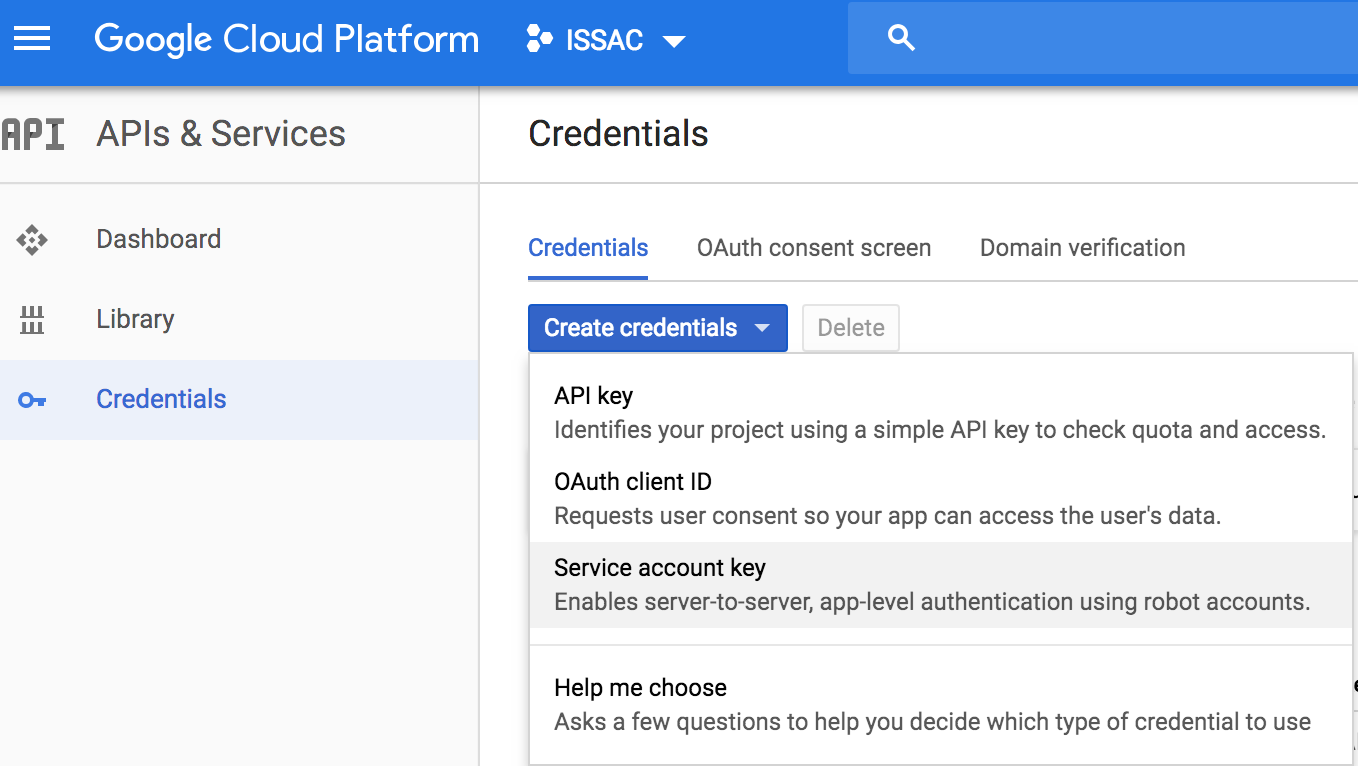 Google Cloud Platform ISSAC
API APIs & Services
Credentials
Dashboard
Library
Credentials
Credentials OAuth consent screen Domain verification
Create credentials Delete
API key
Identifies your project using a simple API key to check quota and access.
OAuth client ID
Requests user consent so your app can access the user's data.
Service account key
Enables server-to-server, app-level authentication using robot accounts.
Help me choose
Asks a few questions to help you decide which type of credential to use